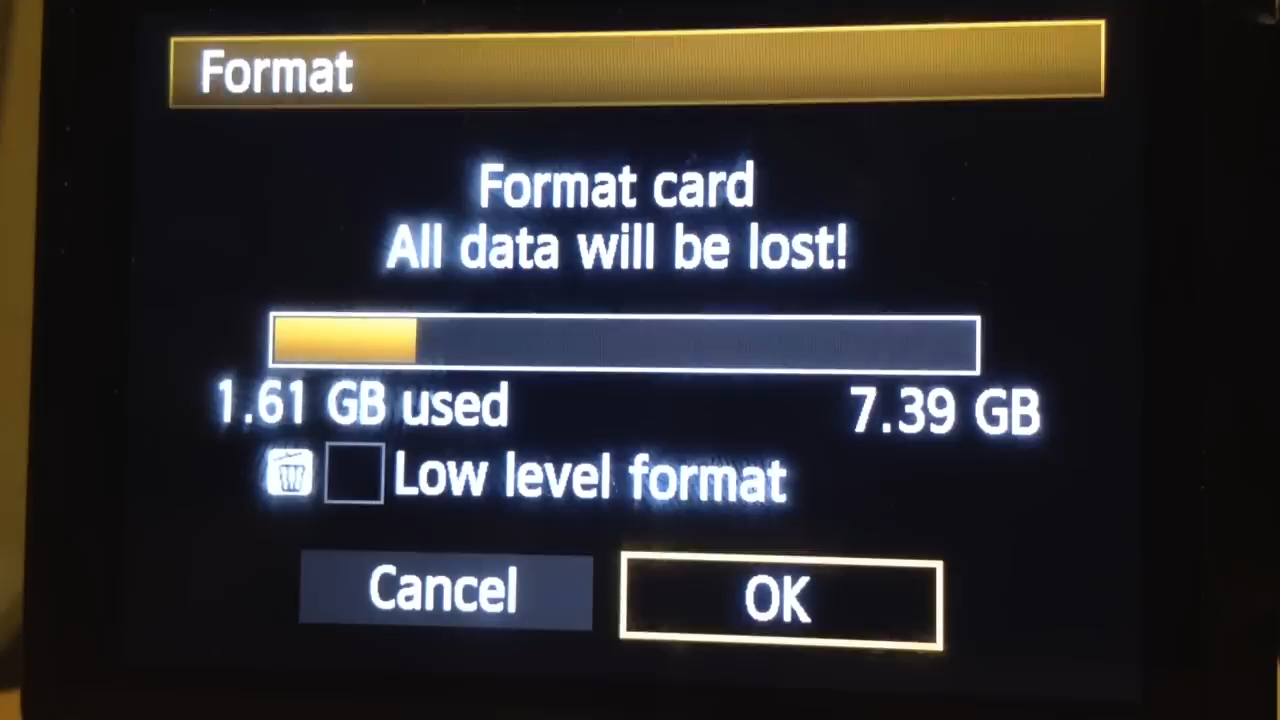 Format
Format card
All data will be lost!
1.61 GB used 7.39 GB
Low level format
Cancel OK